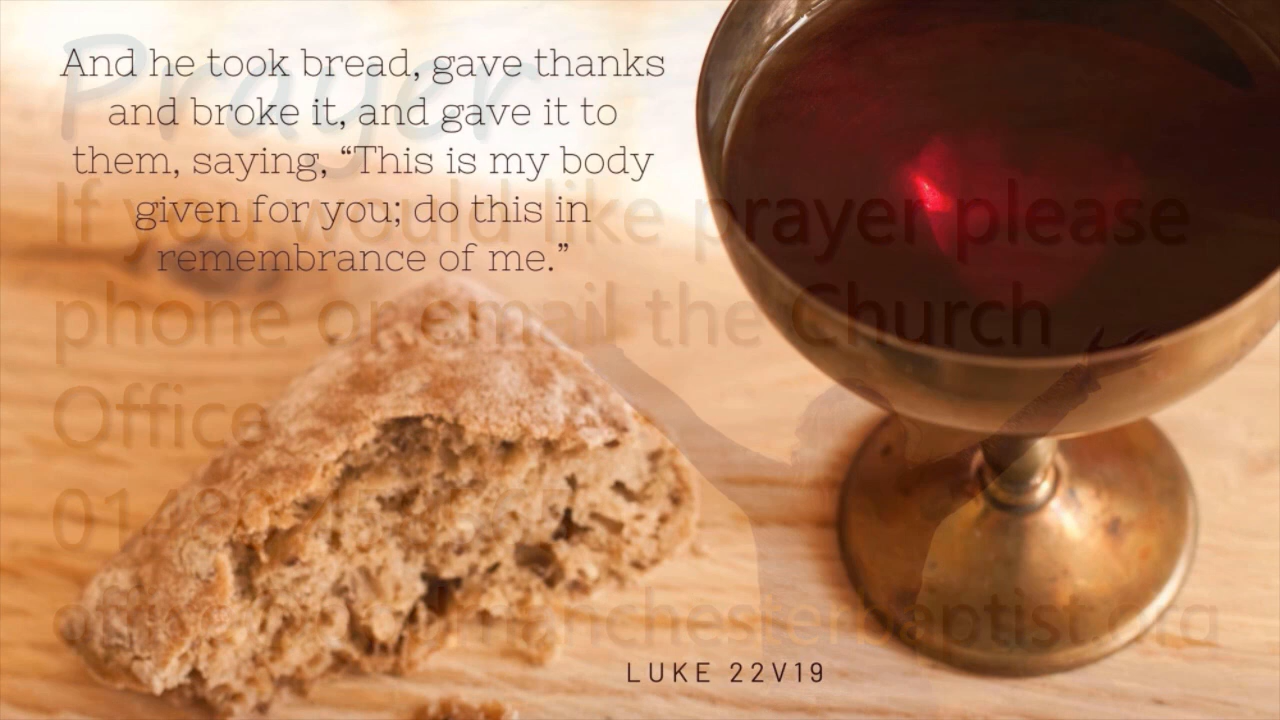 And he took bread, gave thanks
and broke it, and gave it to
them, saying, “This is my body
given for you; do this in
remembrance of me.”
Prayer
If you would like prayer please
phone or email the Church
Office
LUKE 22V19